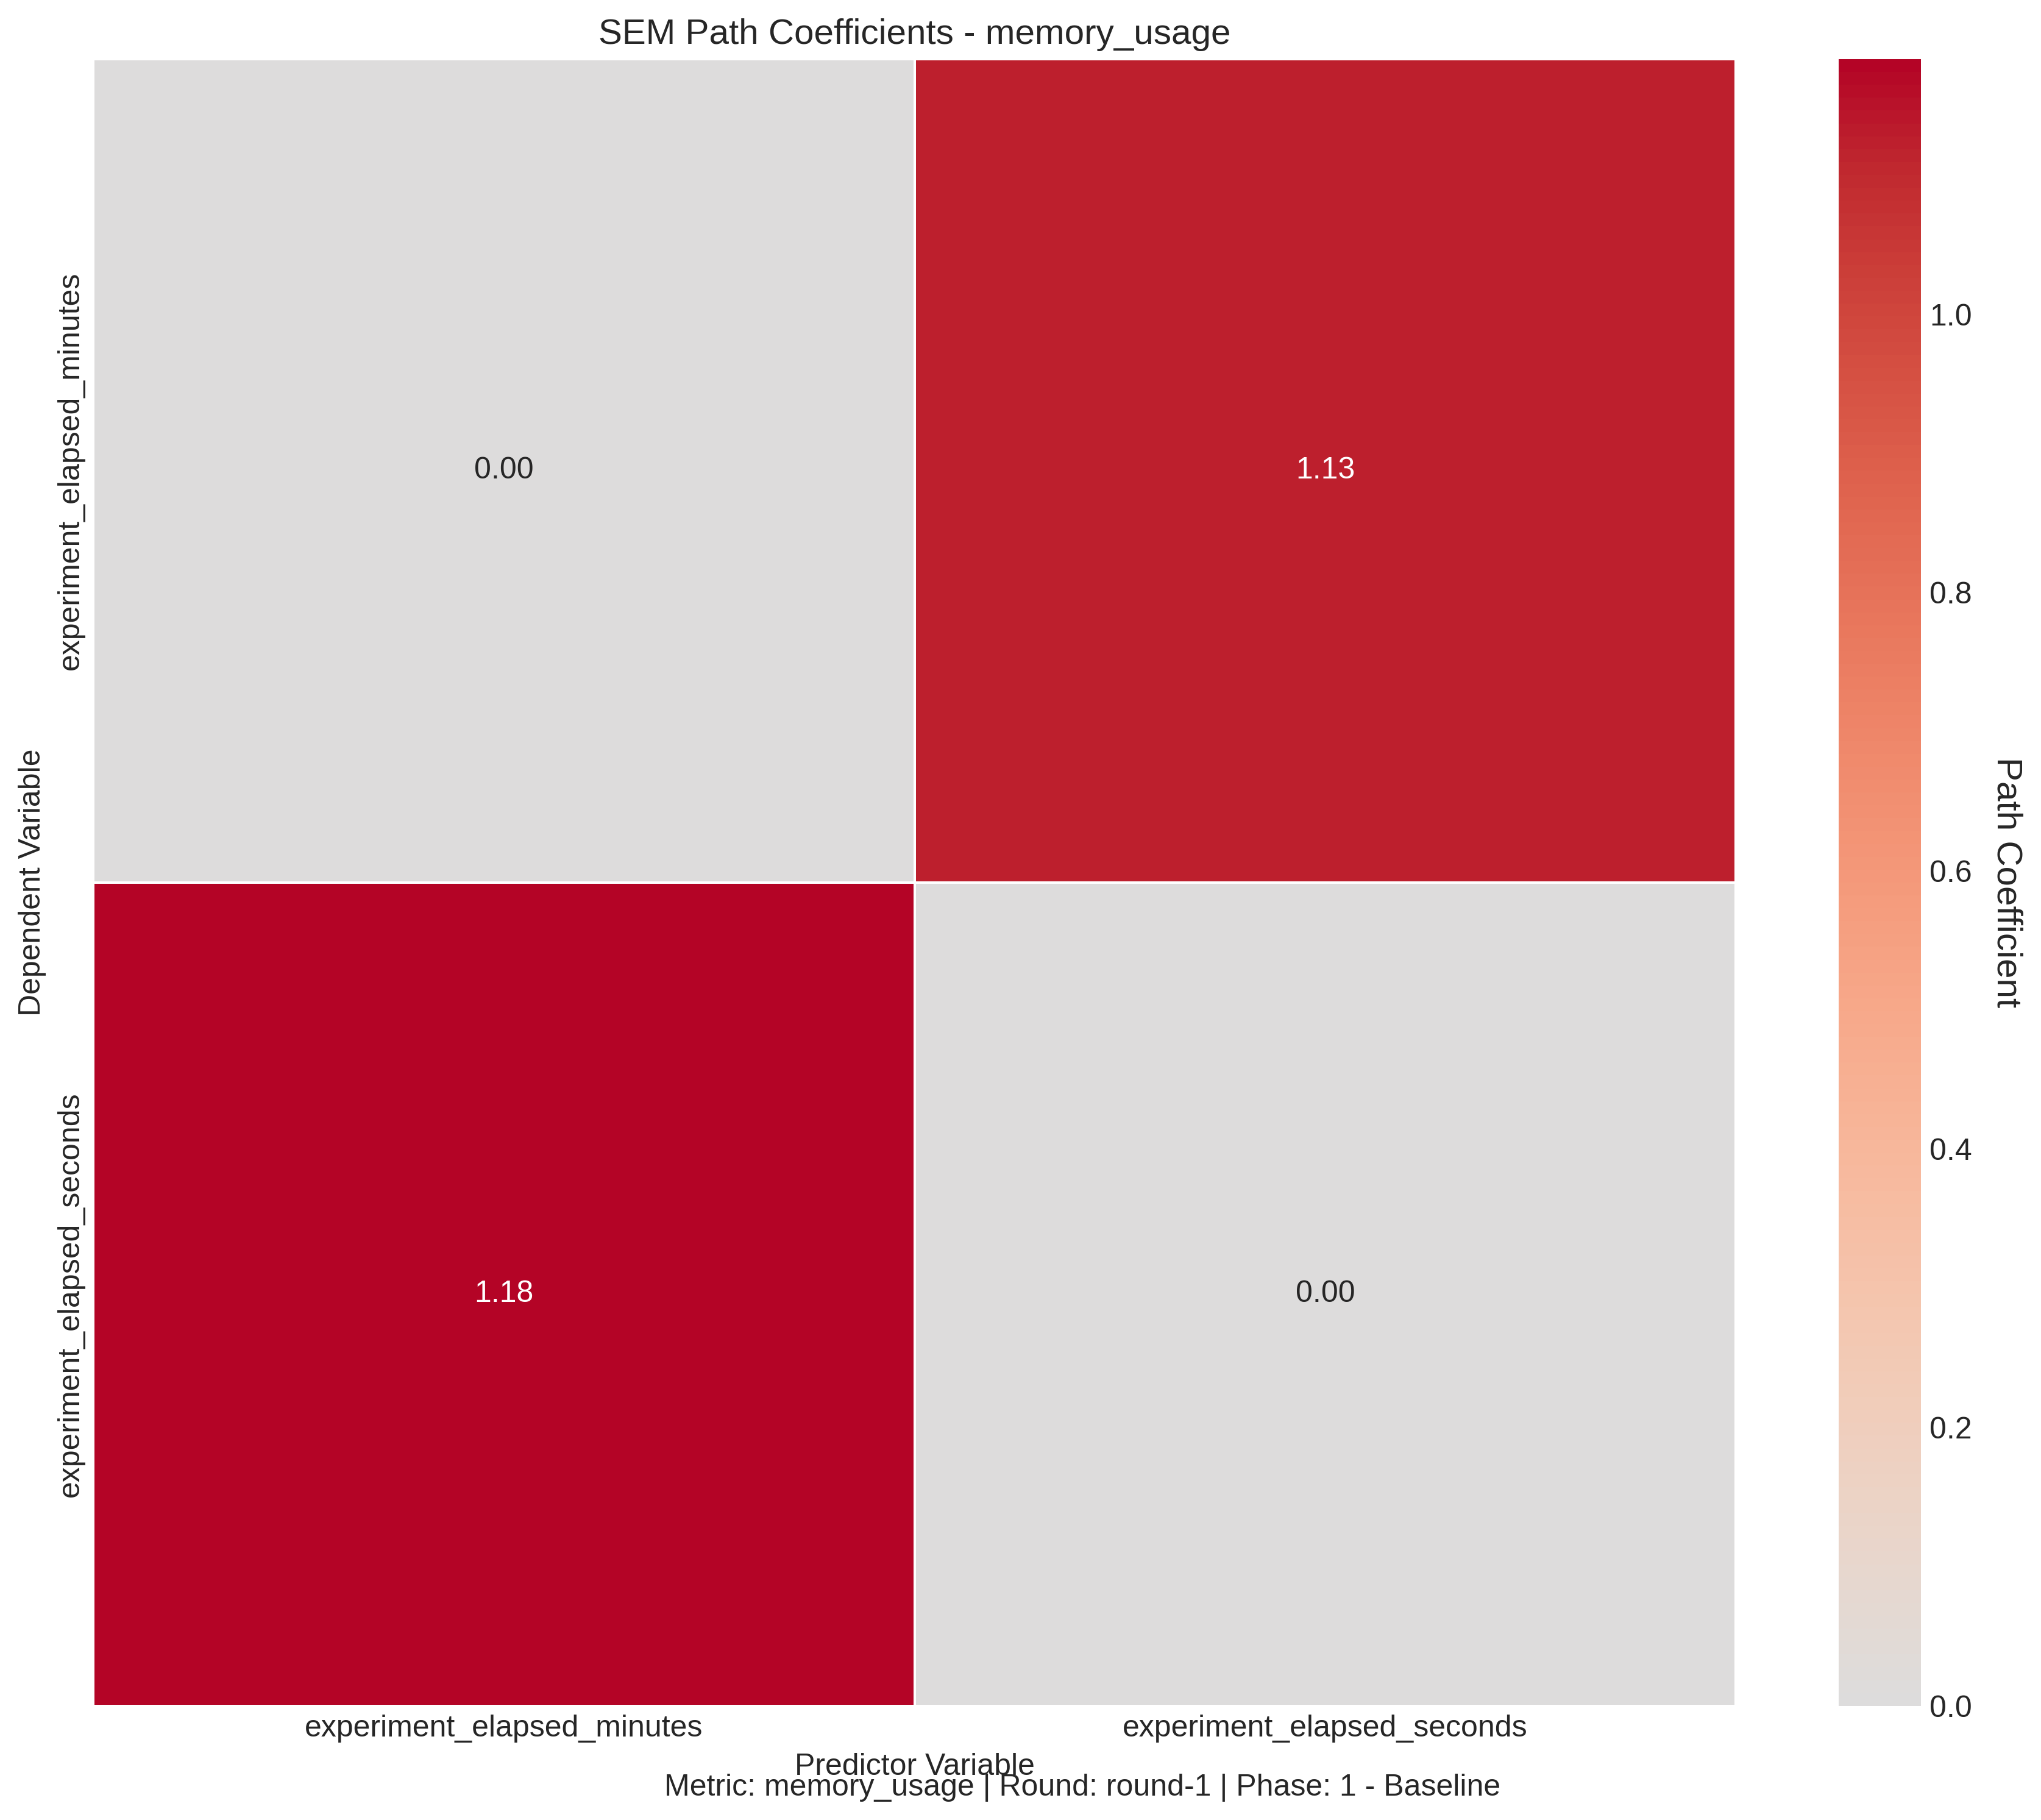 SEM Path Coefficients - memory_usage
Dependent Variable
experiment_elapsed_minutes
experiment_elapsed_seconds
0.00
1.13
1.18
0.00
experiment_elapsed_minutes
experiment_elapsed_seconds
Predictor Variable
Metric: memory_usage | Round: round-1 | Phase: 1 - Baseline
1.0
0.8
0.6
0.4
0.2
0.0
Path Coefficient